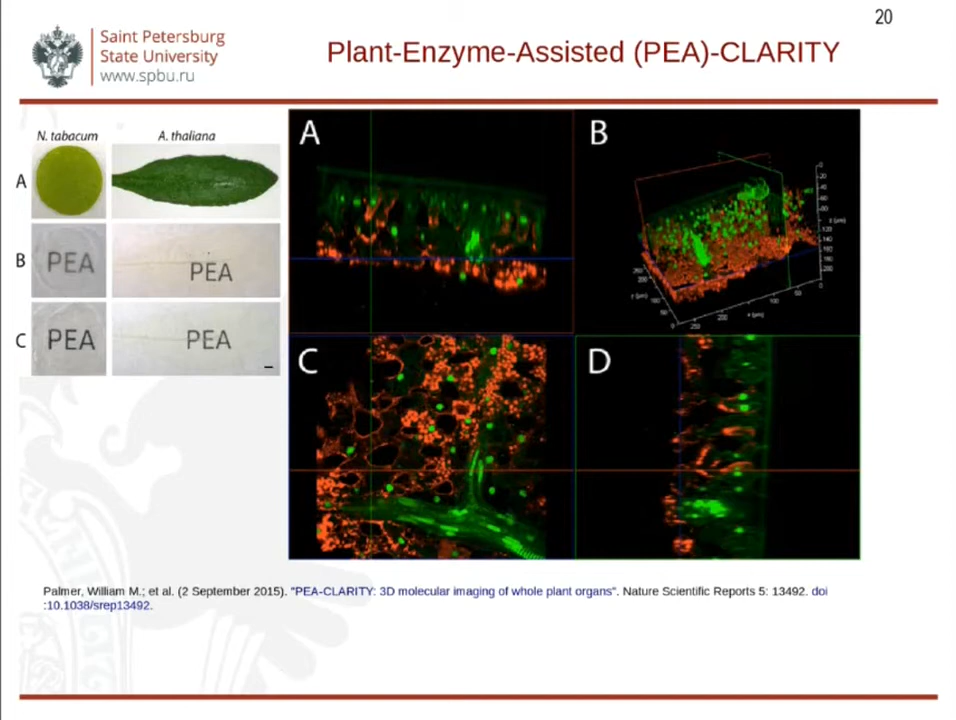 20
Saint Petersburg
State University
www.spbu.ru
Plant-Enzyme-Assisted (PEA)-CLARITY
N. tabacum A. thaliana
A
B PEA PEA
C PEA PEA
A
B
C
D
Palmer, William M.; et al. (2 September 2015). "PEA-CLARITY: 3D molecular imaging of whole plant organs". Nature Scientific Reports 5: 13492. doi
:10.1038/srep13492.